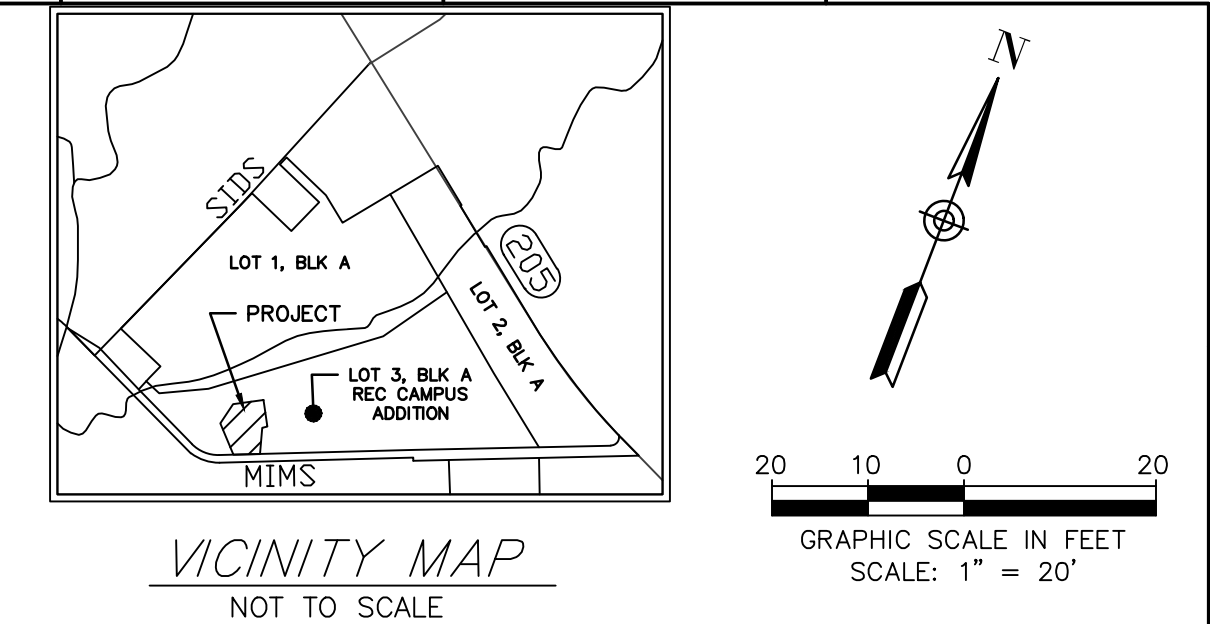 N
SIDS
205
LOT 1, BLK A
PROJECT
LOT 2, BLK A
LOT 3, BLK A
REC CAMPUS
ADDITION
MIMS
20 10 0 20
GRAPHIC SCALE IN FEET
SCALE: 1" = 20'
VICINITY MAP
NOT TO SCALE